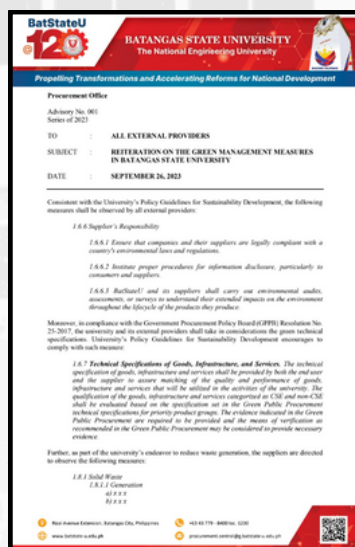 BatStateU
@120
BATANGAS STATE UNIVERSITY
The National Engineering University
Propelling Transformations and Accelerating Reforms for National Development
Procurement Office
Advisory No. 001
Series of 2023
TO : ALL EXTERNAL PROVIDERS
SUBJECT : REITERATION ON THE GREEN MANAGEMENT MEASURES
IN BATANGAS STATE UNIVERSITY
DATE : SEPTEMBER 26, 2023
Consistent with the University's Policy Guidelines for Sustainability Development, the following
measures shall be observed by all external providers:
1.6.6 Supplier's Responsibility
1.6.6.1 Ensure that companies and their suppliers are legally compliant with a
country's environmental laws and regulations.
1.6.6.2 Institute proper procedures for information disclosure, particularly to
consumers and suppliers.
1.6.6.3 BatStateU and its suppliers shall carry out environmental audits,
assessments, or surveys to understand their extended impacts on the environment
throughout the lifecycle of the products they produce.
Moreover, in compliance with the Government Procurement Policy Board (GPPB) Resolution No.
25-2017, the university and its external providers shall take in considerations the green technical
specifications. University's Policy Guidelines for Sustainability Development encourages to
comply with such measure:
1.6.7 Technical Specifications of Goods, Infrastructure, and Services. The technical
specification of goods, infrastructure and services shall be provided by both the end user
and the supplier to assure matching of the quality and performance of goods,
infrastructure and services that will be utilized in the activities of the university. The
qualification of the goods, infrastructure and services categorized as CSE and non-CSE
shall be evaluated based on the specification set in the Green Public Procurement
technical specifications for priority product groups. The evidence indicated in the Green
Public Procurement are required to be provided and the means of verification as
recommended in the Green Public Procurement may be considered to provide necessary
evidence.
Further, as part of the university's endeavor to reduce waste generation, the suppliers are directed
to observe the following measures:
1.8.1 Solid Waste
1.8.1.1 Generation
a) x x x
b) x x x
Rizal Avenue Extension, Batangas City, Philippines
+63 43 779 - 8400 loc. 1200
www.batstate-u.edu.ph
procurement.central@g.batstate-u.edu.ph